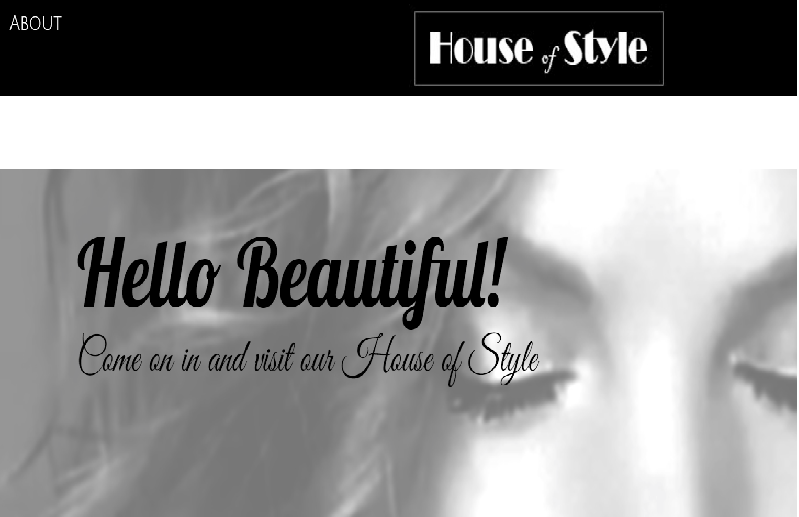 ABOUT
House of Style
Hello Beautiful!
Come on in and visit our House of Style